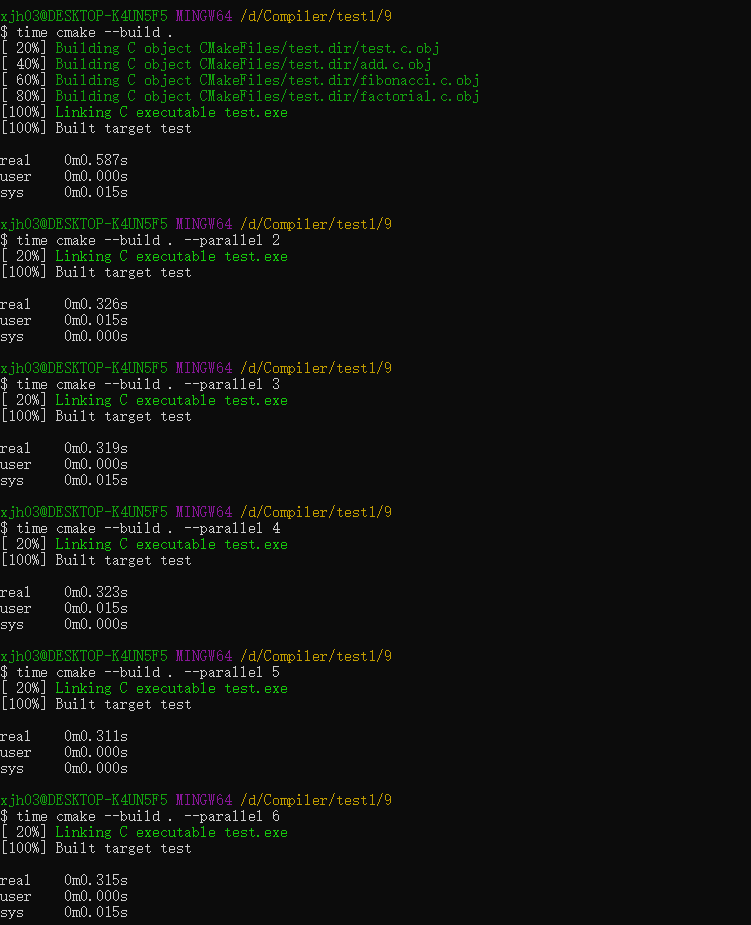 xjh03@DESKTOP-K4UN5F5 MINGW64 /d/Compiler/test1/9
$ time cmake --build .
[ 20%] Building C object CMakeFiles/test.dir/test.c.obj
[ 40%] Building C object CMakeFiles/test.dir/add.c.obj
[ 60%] Building C object CMakeFiles/test.dir/fibonacci.c.obj
[ 80%] Building C object CMakeFiles/test.dir/factorial.c.obj
[100%] Linking C executable test.exe
[100%] Built target test
real    0m0.587s
user    0m0.000s
sys     0m0.015s
xjh03@DESKTOP-K4UN5F5 MINGW64 /d/Compiler/test1/9
$ time cmake --build . --parallel 2
[ 20%] Linking C executable test.exe
[100%] Built target test
real    0m0.326s
user    0m0.015s
sys     0m0.000s
xjh03@DESKTOP-K4UN5F5 MINGW64 /d/Compiler/test1/9
$ time cmake --build . --parallel 3
[ 20%] Linking C executable test.exe
[100%] Built target test
real    0m0.319s
user    0m0.000s
sys     0m0.015s
xjh03@DESKTOP-K4UN5F5 MINGW64 /d/Compiler/test1/9
$ time cmake --build . --parallel 4
[ 20%] Linking C executable test.exe
[100%] Built target test
real    0m0.323s
user    0m0.015s
sys     0m0.000s
xjh03@DESKTOP-K4UN5F5 MINGW64 /d/Compiler/test1/9
$ time cmake --build . --parallel 5
[ 20%] Linking C executable test.exe
[100%] Built target test
real    0m0.311s
user    0m0.000s
sys     0m0.000s
xjh03@DESKTOP-K4UN5F5 MINGW64 /d/Compiler/test1/9
$ time cmake --build . --parallel 6
[ 20%] Linking C executable test.exe
[100%] Built target test
real    0m0.315s
user    0m0.000s
sys     0m0.015s